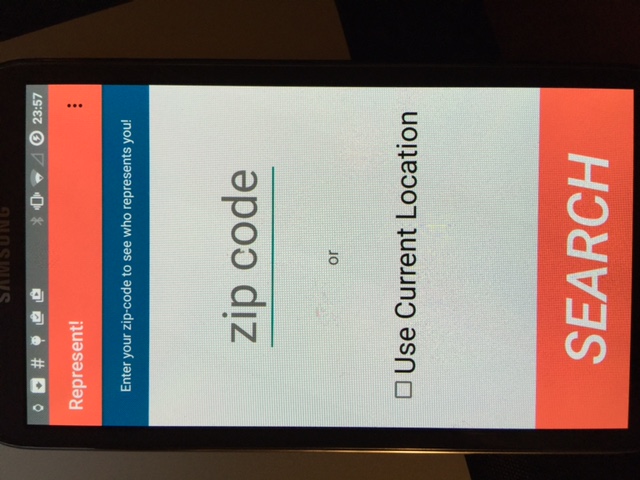 SAMSUNG
23:57
Represent!
Enter your zip-code to see who represents you!
zip code
or
Use Current Location
SEARCH